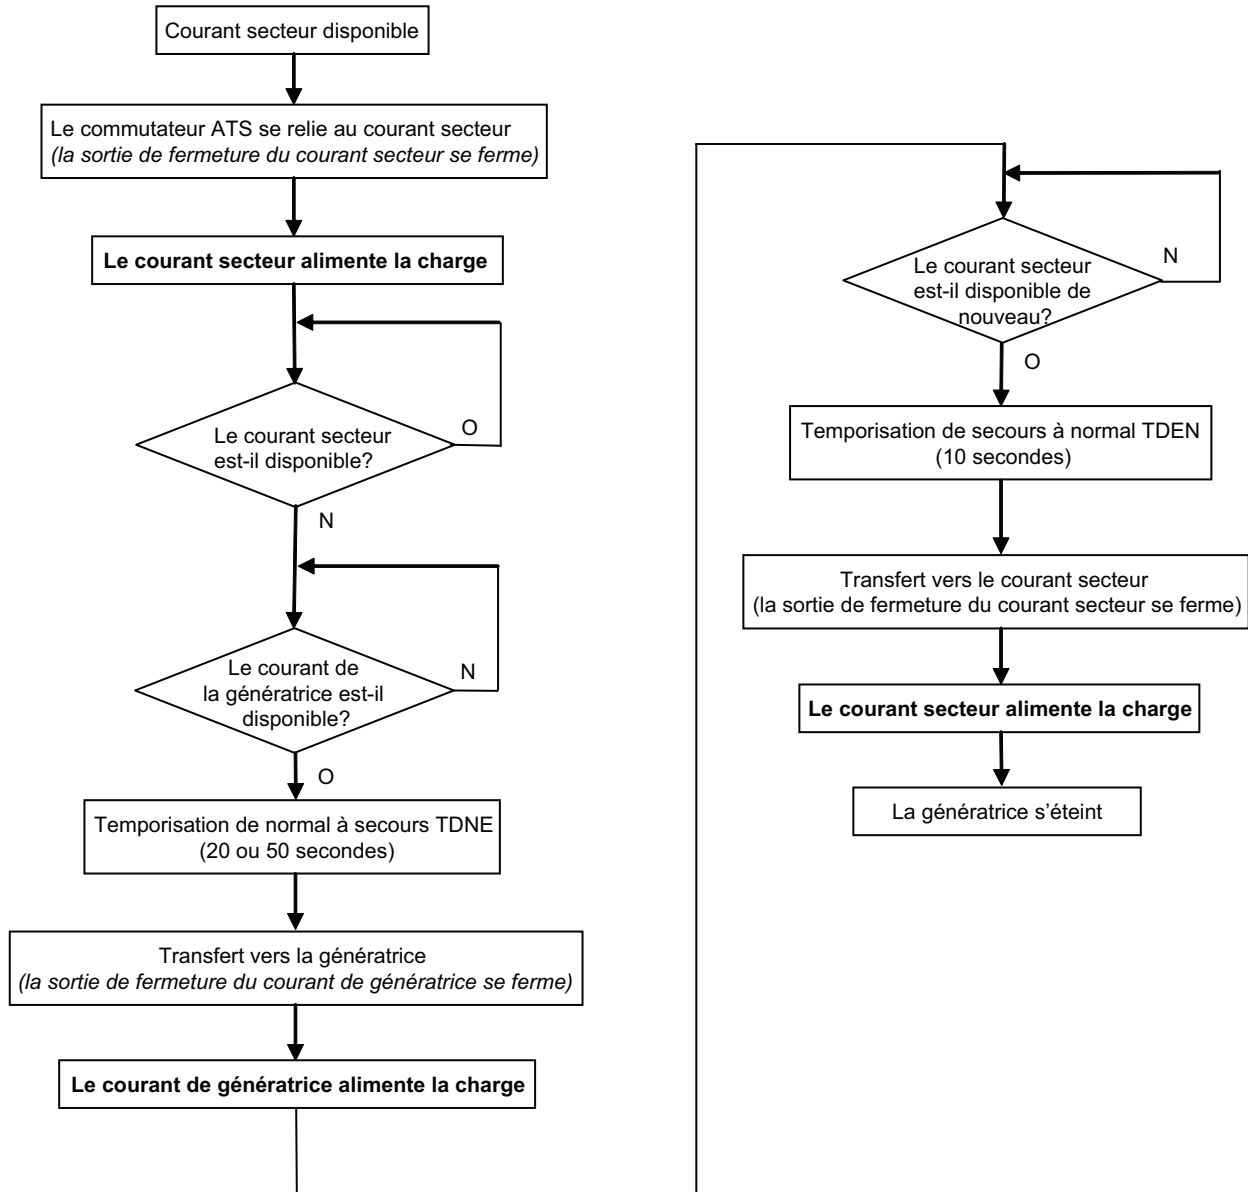 Courant secteur disponible
Le commutateur ATS se relie au courant secteur
(la sortie de fermeture du courant secteur se ferme)
Le courant secteur alimente la charge
Le courant secteur
est-il disponible?
O
N
Le courant de
la génératrice est-il
disponible?
N
O
Temporisation de normal à secours TDNE
(20 ou 50 secondes)
Transfert vers la génératrice
(la sortie de fermeture du courant de génératrice se ferme)
Le courant de génératrice alimente la charge
Le courant secteur
est-il disponible de
nouveau?
N
O
Temporisation de secours à normal TDEN
(10 secondes)
Transfert vers le courant secteur
(la sortie de fermeture du courant secteur se ferme)
Le courant secteur alimente la charge
La génératrice s’éteint